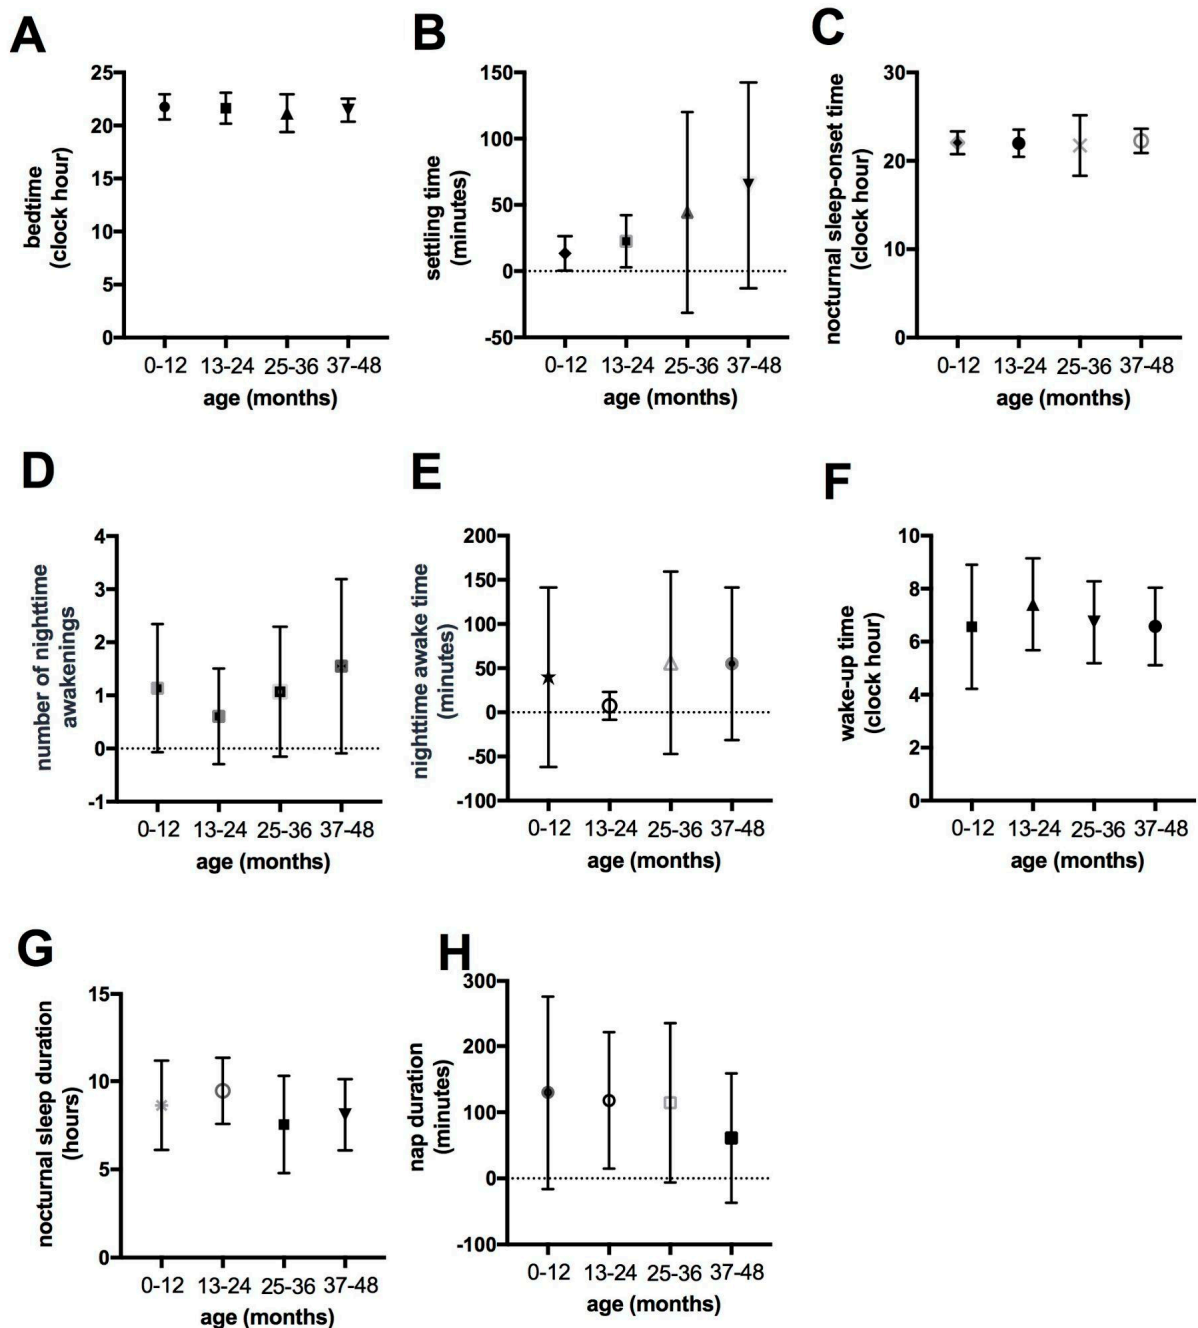 A
bedtime
(clock hour)
25
20
15
10
5
0
0-12 13-24 25-36 37-48
age (months)
B
settling time
(minutes)
150
100
50
0
-50
0-12 13-24 25-36 37-48
age (months)
C
nocturnal sleep-onset time
(clock hour)
30
20
10
0
0-12 13-24 25-36 37-48
age (months)
D
number of nighttime
awakenings
4
3
2
1
0
-1
0-12 13-24 25-36 37-48
age (months)
E
nighttime awake time
(minutes)
200
150
100
50
0
-50
-100
0-12 13-24 25-36 37-48
age (months)
F
wake-up time
(clock hour)
10
8
6
4
2
0
0-12 13-24 25-36 37-48
age (months)
G
nocturnal sleep duration
(hours)
15
10
5
0
0-12 13-24 25-36 37-48
age (months)
H
nap duration
(minutes)
300
200
100
0
-100
0-12 13-24 25-36 37-48
age (months)